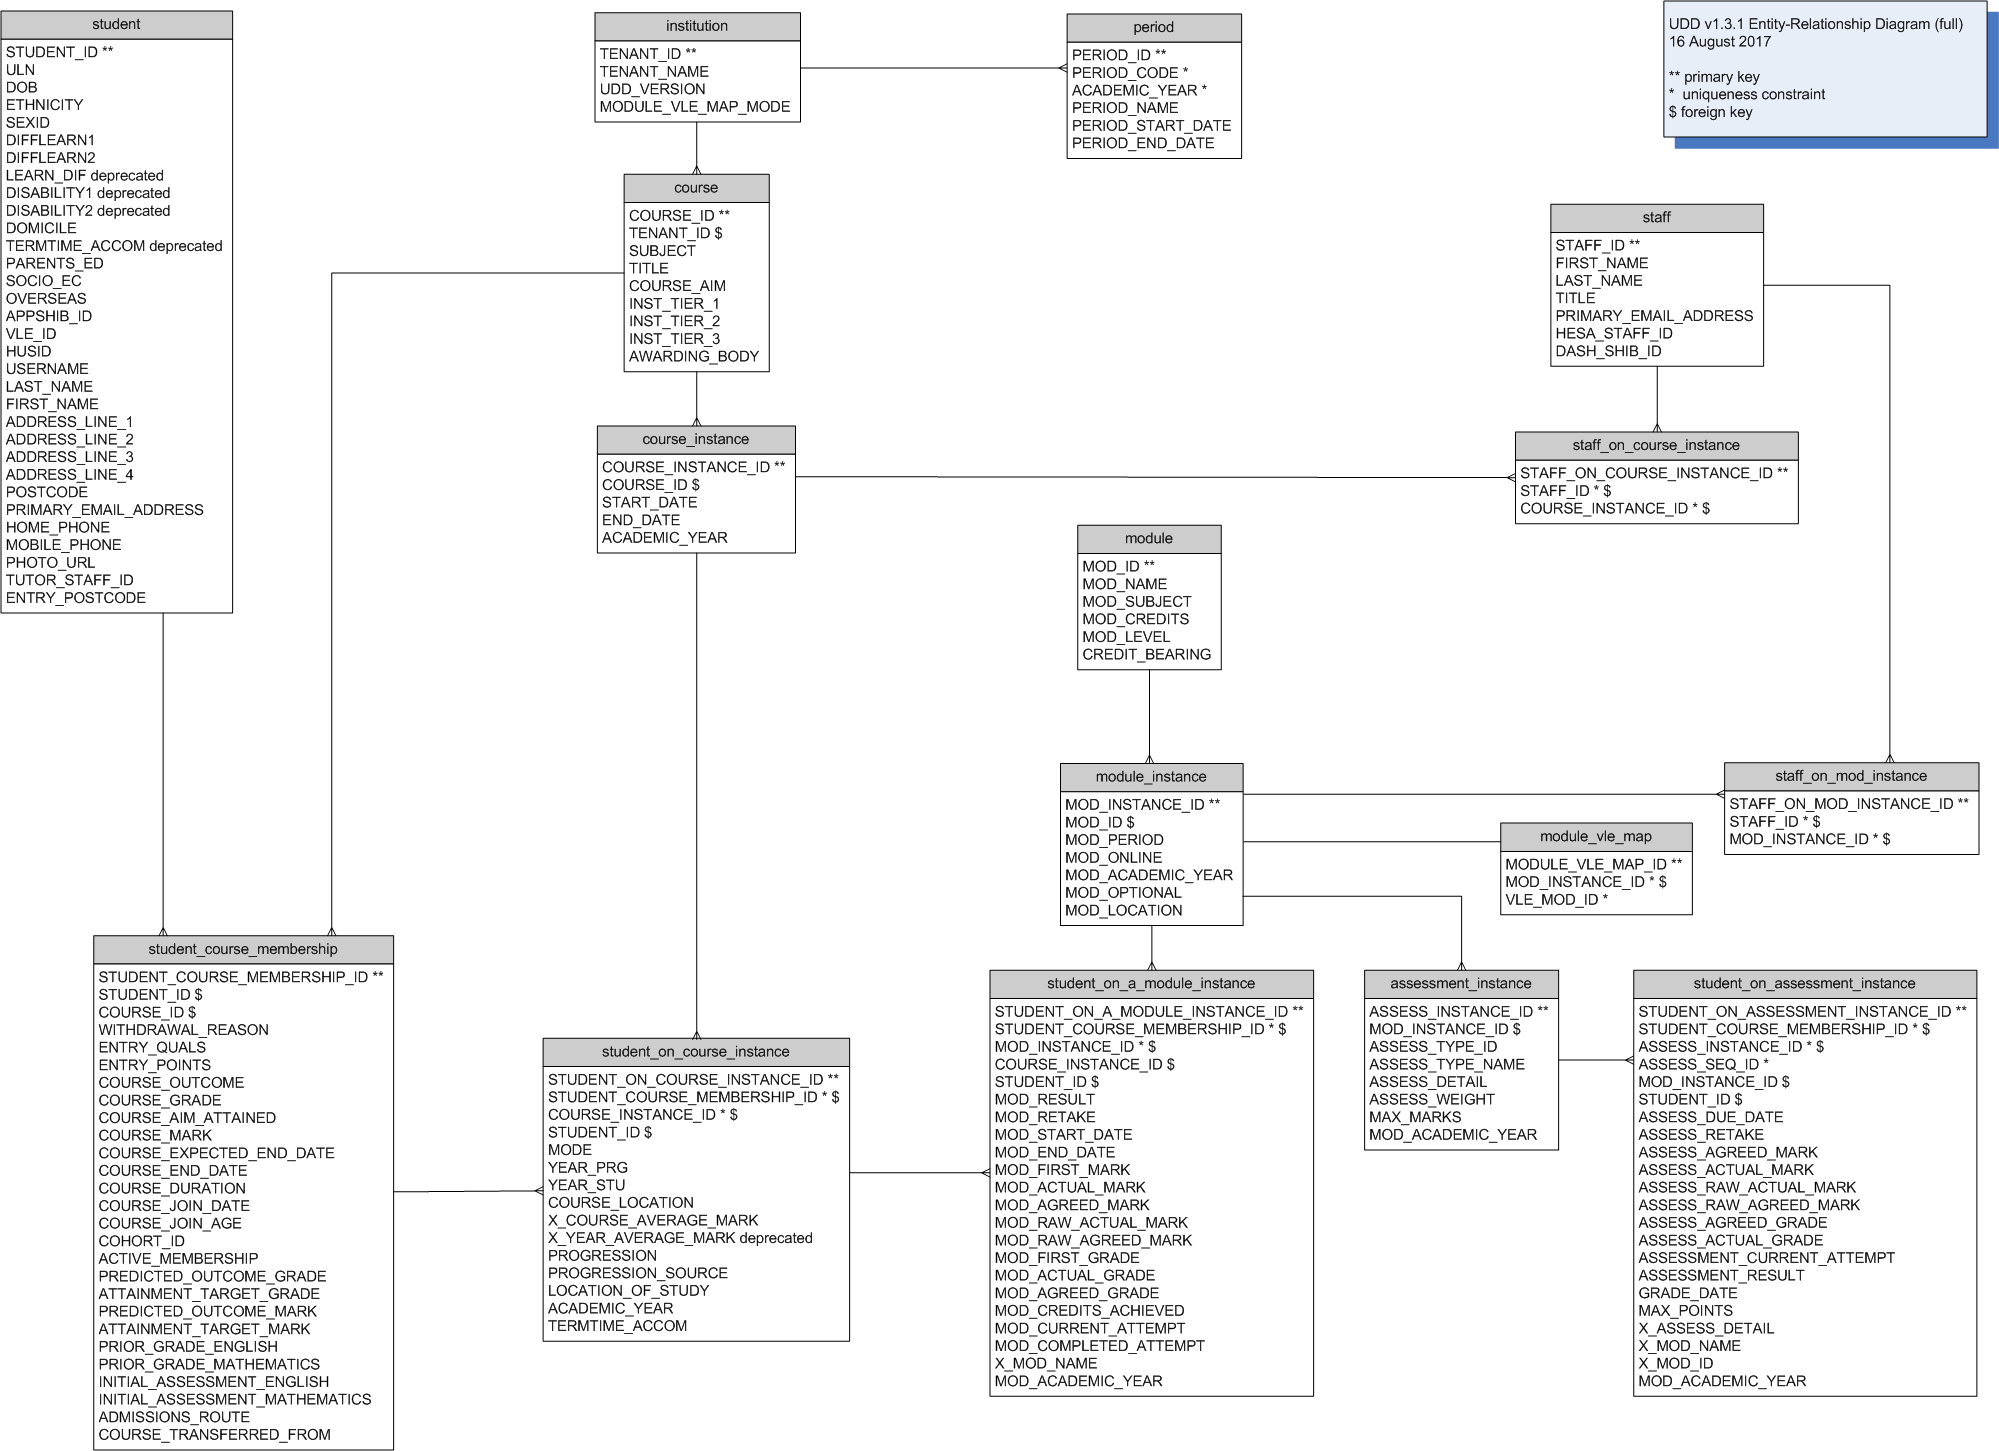 student
STUDENT_ID **
ULN
DOB
ETHNICITY
SEXID
DIFFLEARN1
DIFFLEARN2
LEARN_DIF deprecated
DISABILITY1 deprecated
DISABILITY2 deprecated
DOMICILE
TERMTIME_ACCOM deprecated
PARENTS_ED
SOCIO_EC
OVERSEAS
APPSHIB_ID
VLE_ID
HUSID
USERNAME
LAST_NAME
FIRST_NAME
ADDRESS_LINE_1
ADDRESS_LINE_2
ADDRESS_LINE_3
ADDRESS_LINE_4
POSTCODE
PRIMARY_EMAIL_ADDRESS
HOME_PHONE
MOBILE_PHONE
PHOTO_URL
TUTOR_STAFF_ID
ENTRY_POSTCODE
institution
TENANT_ID **
TENANT_NAME
UDD_VERSION
MODULE_VLE_MAP_MODE
period
PERIOD_ID **
PERIOD_CODE *
ACADEMIC_YEAR *
PERIOD_NAME
PERIOD_START_DATE
PERIOD_END_DATE
UDD v1.3.1 Entity-Relationship Diagram (full)
16 August 2017
** primary key
* uniqueness constraint
$ foreign key
course
COURSE_ID **
TENANT_ID $
SUBJECT
TITLE
COURSE_AIM
INST_TIER_1
INST_TIER_2
INST_TIER_3
AWARDING_BODY
staff
STAFF_ID **
FIRST_NAME
LAST_NAME
TITLE
PRIMARY_EMAIL_ADDRESS
HESA_STAFF_ID
DASH_SHIB_ID
course_instance
COURSE_INSTANCE_ID **
COURSE_ID $
START_DATE
END_DATE
ACADEMIC_YEAR
staff_on_course_instance
STAFF_ON_COURSE_INSTANCE_ID **
STAFF_ID * $
COURSE_INSTANCE_ID * $
module
MOD_ID **
MOD_NAME
MOD_SUBJECT
MOD_CREDITS
MOD_LEVEL
CREDIT_BEARING
module_instance
MOD_INSTANCE_ID **
MOD_ID $
MOD_PERIOD
MOD_ONLINE
MOD_ACADEMIC_YEAR
MOD_OPTIONAL
MOD_LOCATION
staff_on_mod_instance
STAFF_ON_MOD_INSTANCE_ID **
STAFF_ID * $
MOD_INSTANCE_ID * $
module_vle_map
MODULE_VLE_MAP_ID **
MOD_INSTANCE_ID * $
VLE_MOD_ID *
student_course_membership
STUDENT_COURSE_MEMBERSHIP_ID **
STUDENT_ID $
COURSE_ID $
WITHDRAWAL_REASON
ENTRY_QUALS
ENTRY_POINTS
COURSE_OUTCOME
COURSE_GRADE
COURSE_AIM_ATTAINED
COURSE_MARK
COURSE_EXPECTED_END_DATE
COURSE_END_DATE
COURSE_DURATION
COURSE_JOIN_DATE
COURSE_JOIN_AGE
COHORT_ID
ACTIVE_MEMBERSHIP
PREDICTED_OUTCOME_GRADE
ATTAINMENT_TARGET_GRADE
PREDICTED_OUTCOME_MARK
ATTAINMENT_TARGET_MARK
PRIOR_GRADE_ENGLISH
PRIOR_GRADE_MATHEMATICS
INITIAL_ASSESSMENT_ENGLISH
INITIAL_ASSESSMENT_MATHEMATICS
ADMISSIONS_ROUTE
COURSE_TRANSFERRED_FROM
student_on_course_instance
STUDENT_ON_COURSE_INSTANCE_ID **
STUDENT_COURSE_MEMBERSHIP_ID * $
COURSE_INSTANCE_ID * $
STUDENT_ID $
MODE
YEAR_PRG
YEAR_STU
COURSE_LOCATION
X_COURSE_AVERAGE_MARK
X_YEAR_AVERAGE_MARK deprecated
PROGRESSION
PROGRESSION_SOURCE
LOCATION_OF_STUDY
ACADEMIC_YEAR
TERMTIME_ACCOM
student_on_a_module_instance
STUDENT_ON_A_MODULE_INSTANCE_ID **
STUDENT_COURSE_MEMBERSHIP_ID * $
MOD_INSTANCE_ID * $
COURSE_INSTANCE_ID $
STUDENT_ID $
MOD_RESULT
MOD_RETAKE
MOD_START_DATE
MOD_END_DATE
MOD_FIRST_MARK
MOD_ACTUAL_MARK
MOD_AGREED_MARK
MOD_RAW_ACTUAL_MARK
MOD_RAW_AGREED_MARK
MOD_FIRST_GRADE
MOD_ACTUAL_GRADE
MOD_AGREED_GRADE
MOD_CREDITS_ACHIEVED
MOD_CURRENT_ATTEMPT
MOD_COMPLETED_ATTEMPT
X_MOD_NAME
MOD_ACADEMIC_YEAR
assessment_instance
ASSESS_INSTANCE_ID **
MOD_INSTANCE_ID $
ASSESS_TYPE_ID
ASSESS_TYPE_NAME
ASSESS_DETAIL
ASSESS_WEIGHT
MAX_MARKS
MOD_ACADEMIC_YEAR
student_on_assessment_instance
STUDENT_ON_ASSESSMENT_INSTANCE_ID **
STUDENT_COURSE_MEMBERSHIP_ID * $
ASSESS_INSTANCE_ID * $
ASSESS_SEQ_ID *
MOD_INSTANCE_ID $
STUDENT_ID $
ASSESS_DUE_DATE
ASSESS_RETAKE
ASSESS_AGREED_MARK
ASSESS_ACTUAL_MARK
ASSESS_RAW_ACTUAL_MARK
ASSESS_RAW_AGREED_MARK
ASSESS_AGREED_GRADE
ASSESS_ACTUAL_GRADE
ASSESSMENT_CURRENT_ATTEMPT
ASSESSMENT_RESULT
GRADE_DATE
MAX_POINTS
X_ASSESS_DETAIL
X_MOD_NAME
X_MOD_ID
MOD_ACADEMIC_YEAR